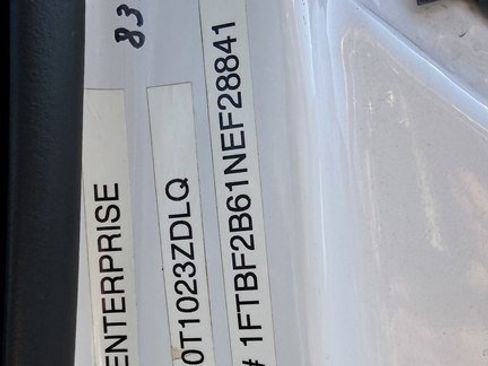 83
ENTERPRISE
0T1023ZDLQ
# 1FTBF2B61NEF28841